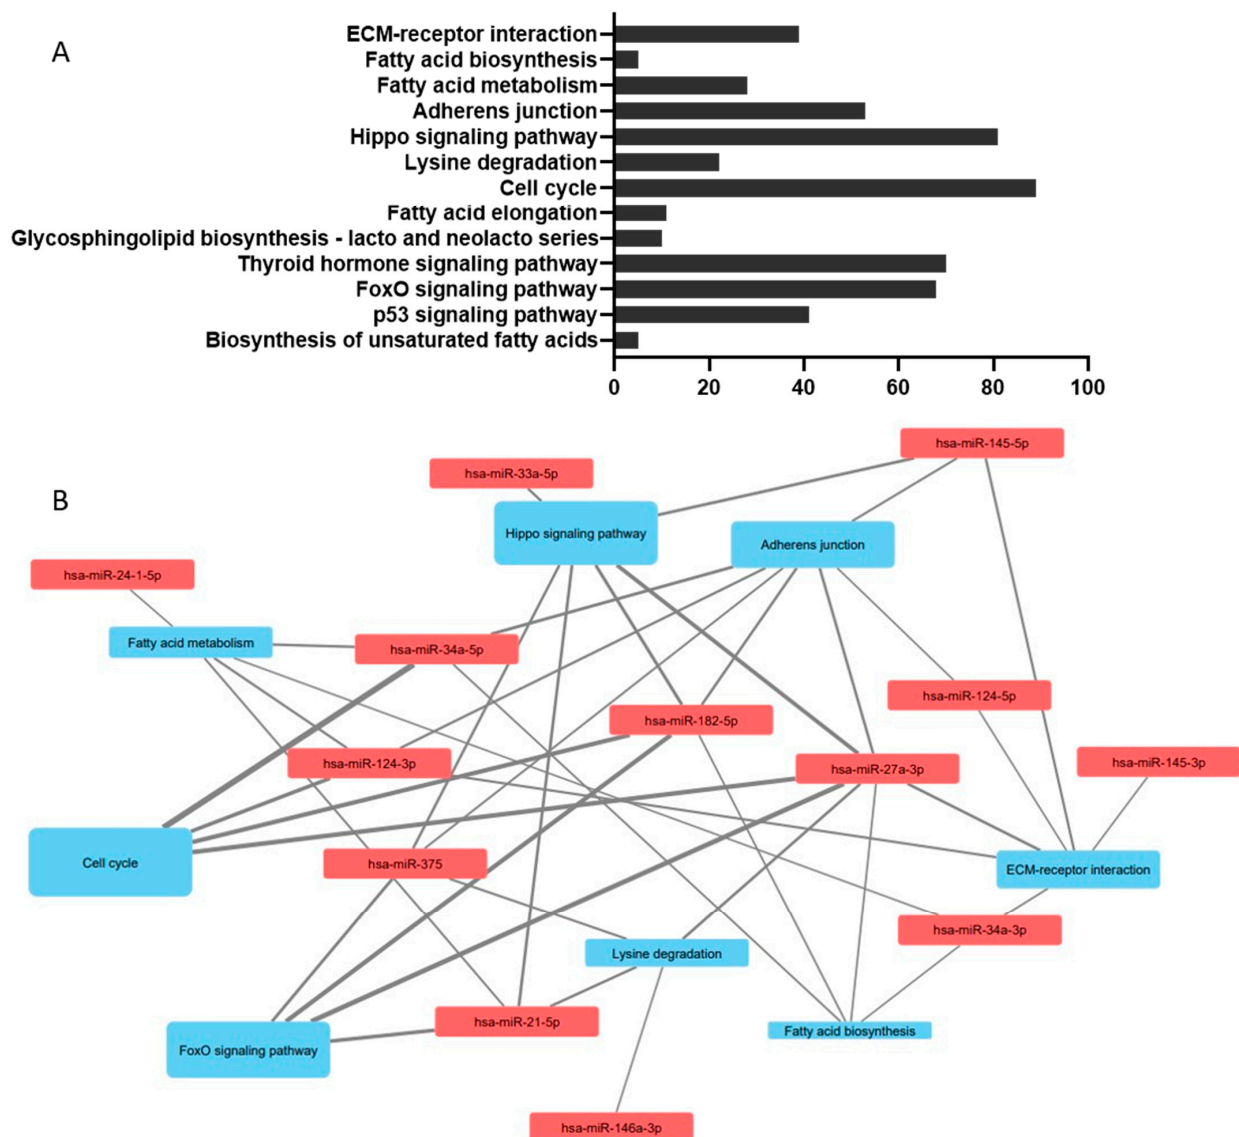 A
ECM-receptor interaction
Fatty acid biosynthesis
Fatty acid metabolism
Adherens junction
Hippo signaling pathway
Lysine degradation
Cell cycle
Fatty acid elongation
Glycosphingolipid biosynthesis - lacto and neolacto series
Thyroid hormone signaling pathway
FoxO signaling pathway
p53 signaling pathway
Biosynthesis of unsaturated fatty acids
0 20 40 60 80 100
B
hsa-miR-145-5p
hsa-miR-33a-5p
Hippo signaling pathway
Adherens junction
hsa-miR-24-1-5p
Fatty acid metabolism
hsa-miR-34a-5p
hsa-miR-124-5p
hsa-miR-182-5p
hsa-miR-124-3p
hsa-miR-27a-3p
hsa-miR-145-3p
Cell cycle
hsa-miR-375
ECM-receptor interaction
hsa-miR-34a-3p
Lysine degradation
hsa-miR-21-5p
Fatty acid biosynthesis
FoxO signaling pathway
hsa-miR-146a-3p